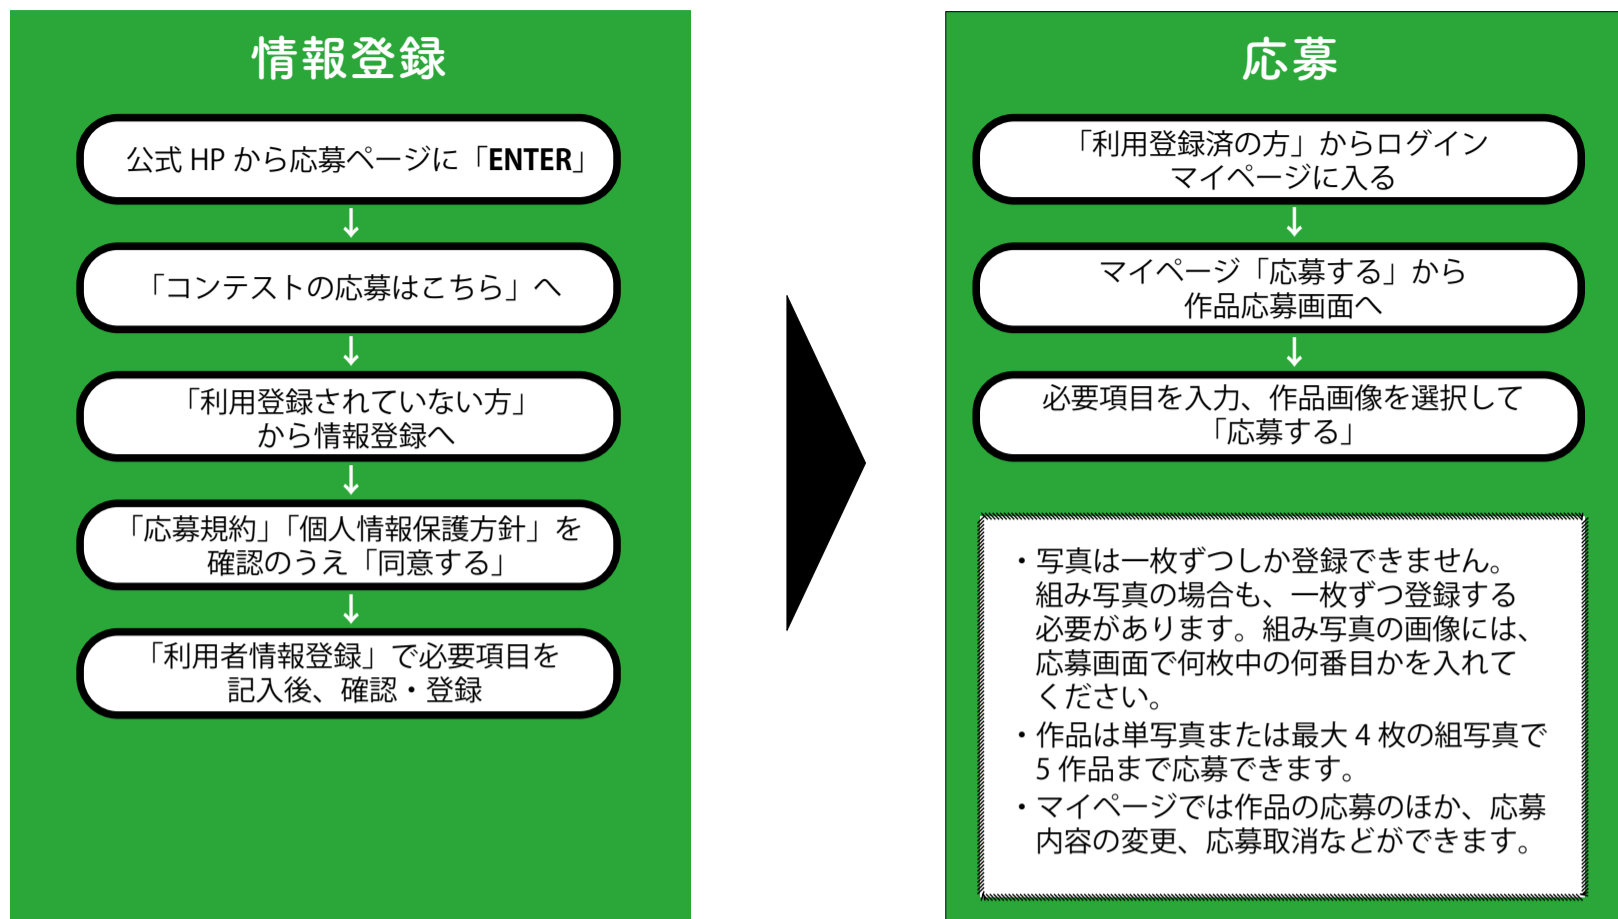 情報登録
公式 HP から応募ページに「ENTER」
↓
「コンテストの応募はこちら」へ
↓
「利用登録されていない方」
から情報登録へ
↓
「応募規約」「個人情報保護方針」を
確認のうえ「同意する」
↓
「利用者情報登録」で必要項目を
記入後、確認・登録
応募
「利用登録済の方」からログイン
マイページに入る
↓
マイページ「応募する」から
作品応募画面へ
↓
必要項目を入力、作品画像を選択して
「応募する」
・写真は一枚ずつしか登録できません。
組み写真の場合も、一枚ずつ登録する
必要があります。組み写真の画像には、
応募画面で何枚中の何番目かを入れて
ください。
・作品は単写真または最大 4 枚の組写真で
5 作品まで応募できます。
・マイページでは作品の応募のほか、応募
内容の変更、応募取消などができます。